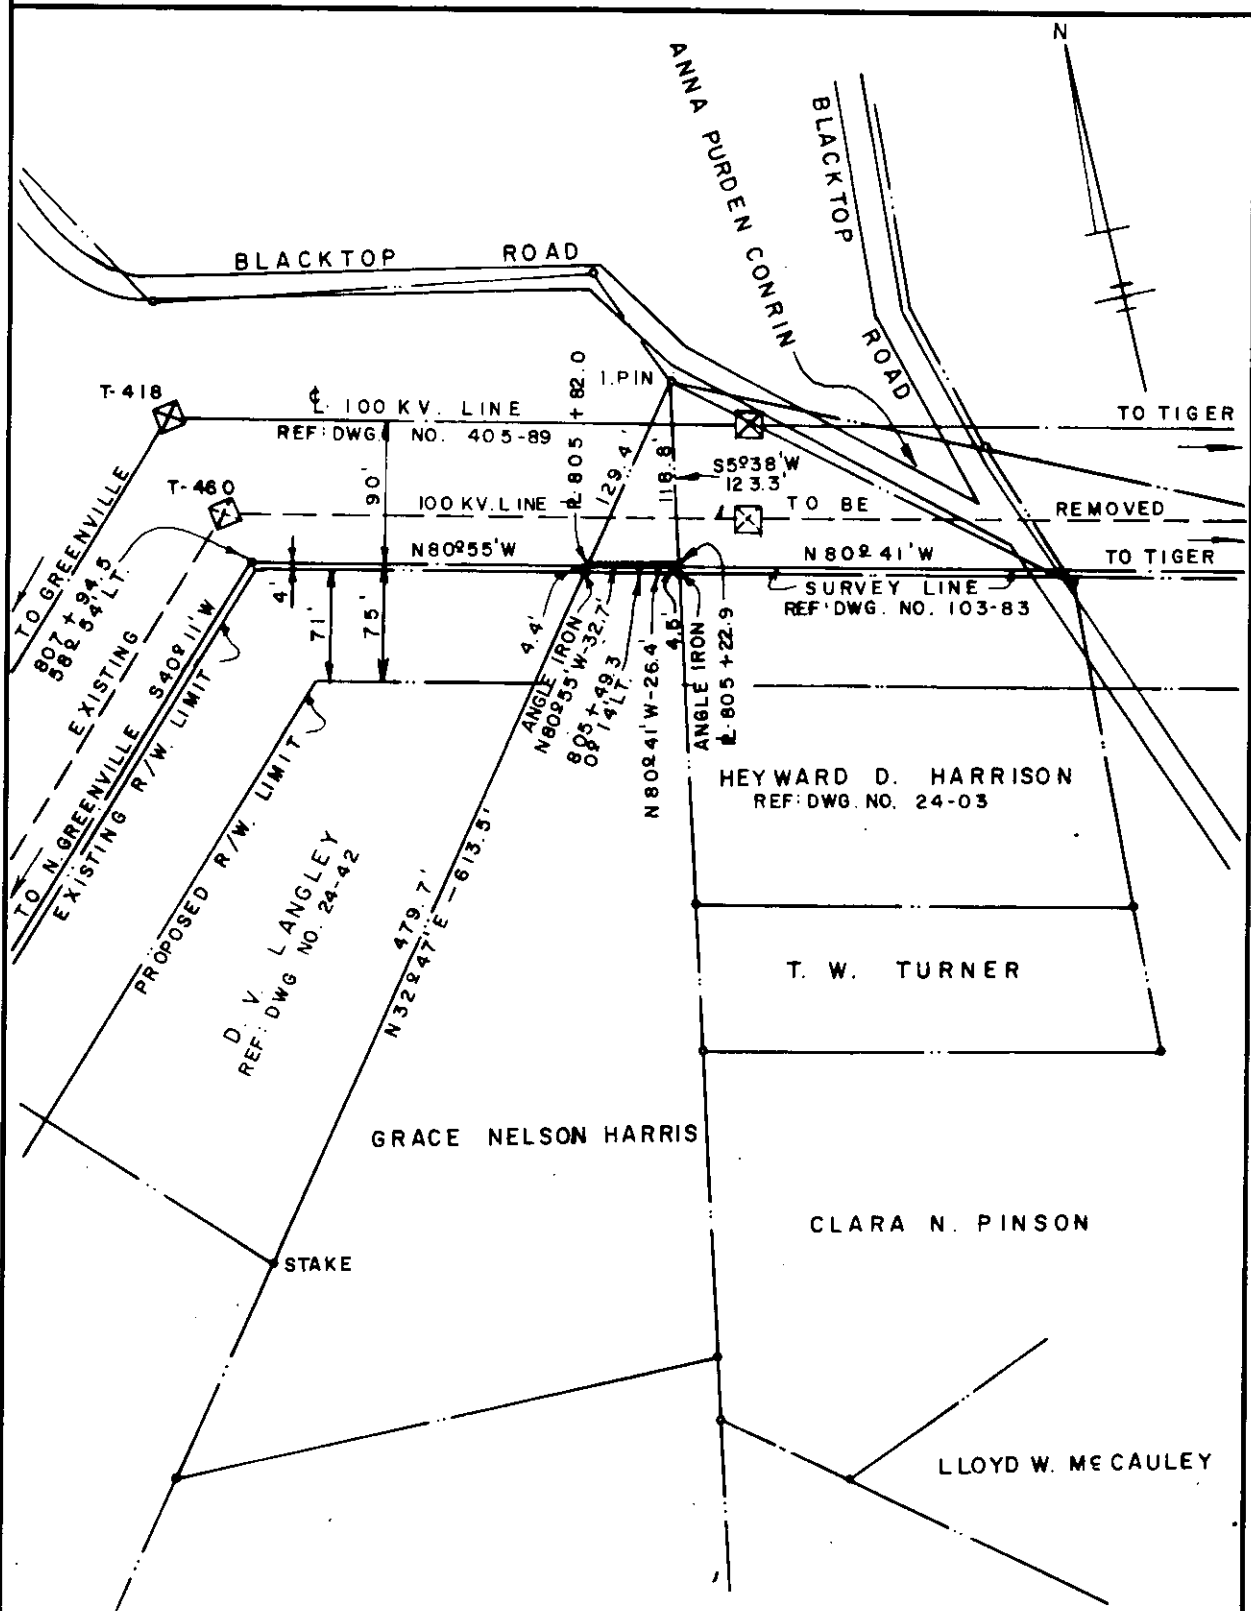 N
ANNA PURDEN CONRIN
BLACKTOP
ROAD
BLACKTOP ROAD
T-418
℄ 100 KV. LINE
REF: DWG. NO. 405-89
I.PIN
TO TIGER
℄ 805 + 82.0
129.4'
118.8'
S5º38'W
123.3'
90'
T-460
100 KV. LINE
TO BE
REMOVED
N80º55'W
N80º41'W
TO TIGER
SURVEY LINE
REF: DWG. NO. 103-83
TO GREENVILLE
807 + 94.5
58º 54' LT.
4'
71'
75'
EXISTING
S40º11'W
TO N. GREENVILLE
EXISTING R/W. LIMIT
PROPOSED R/W. LIMIT
4.4'
ANGLE IRON
N80º55'W-32.7'
805+49.3
0º 14' LT.
N80º41'W-26.4'
4.5'
ANGLE IRON
℄ 805+22.9
HEYWARD D. HARRISON
REF: DWG. NO. 24-03
D. V. LANGLEY
REF: DWG NO. 24-42
479.7'
N32º47'E-613.5'
T. W. TURNER
GRACE NELSON HARRIS
CLARA N. PINSON
STAKE
LLOYD W. McCAULEY